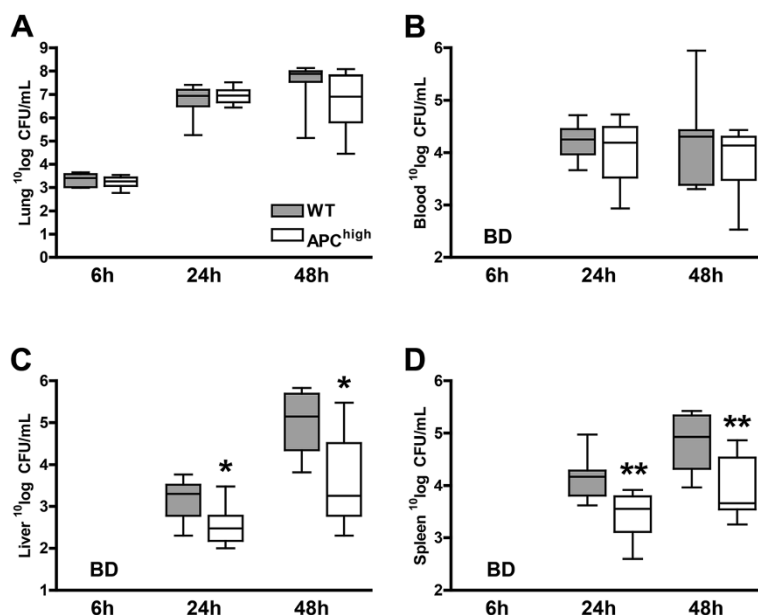 A
Lung ¹⁰log CFU/mL
9
8
7
6
5
4
3
2
1
0
WT
APCʰⁱᵍʰ
6h 24h 48h
B
Blood ¹⁰log CFU/mL
6
5
4
3
2
BD
6h 24h 48h
C
Liver ¹⁰log CFU/mL
6
5
4
3
2
1
* *
BD
6h 24h 48h
D
Spleen ¹⁰log CFU/mL
6
5
4
3
2
** **
BD
6h 24h 48h